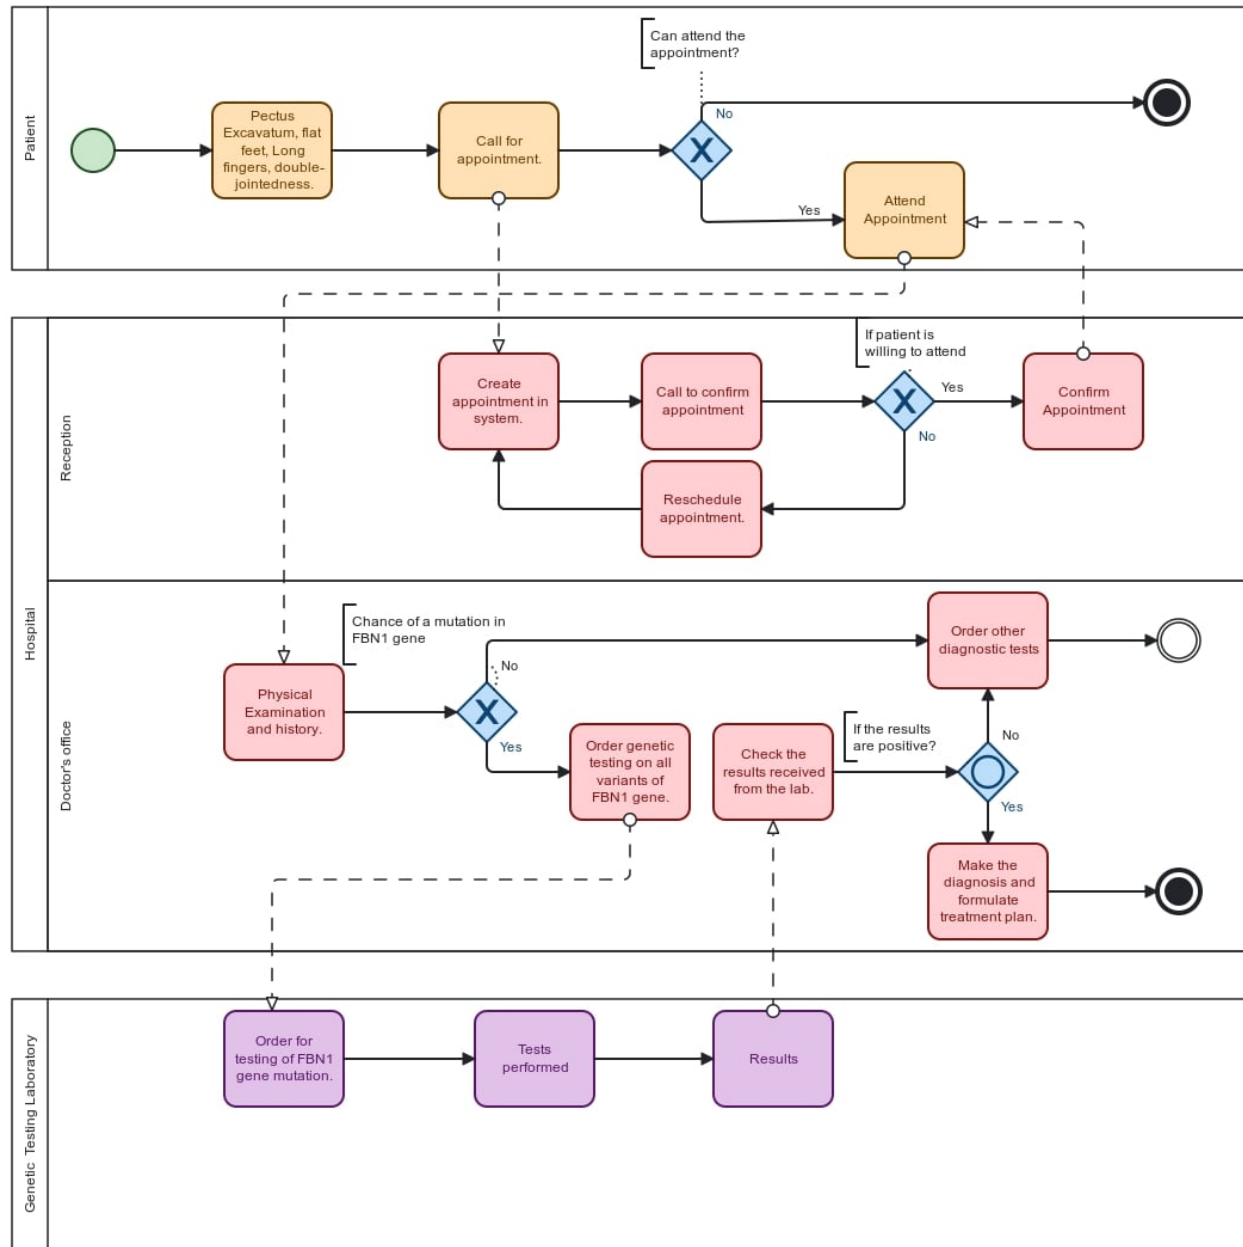 Patient
Can attend the
appointment?
No
Pectus
Excavatum, flat
feet, Long
fingers, double-
jointedness.
Call for
appointment.
Yes
Attend
Appointment
Hospital
Reception
If patient is
willing to attend
Create
appointment in
system.
Call to confirm
appointment
Yes
No
Confirm
Appointment
Reschedule
appointment.
Doctor's office
Chance of a mutation in
FBN1 gene
No
Physical
Examination
and history.
Yes
Order genetic
testing on all
variants of
FBN1 gene.
Check the
results received
from the lab.
If the results
are positive?
Order other
diagnostic tests
No
Yes
Make the
diagnosis and
formulate
treatment plan.
Genetic Testing Laboratory
Order for
testing of FBN1
gene mutation.
Tests
performed
Results